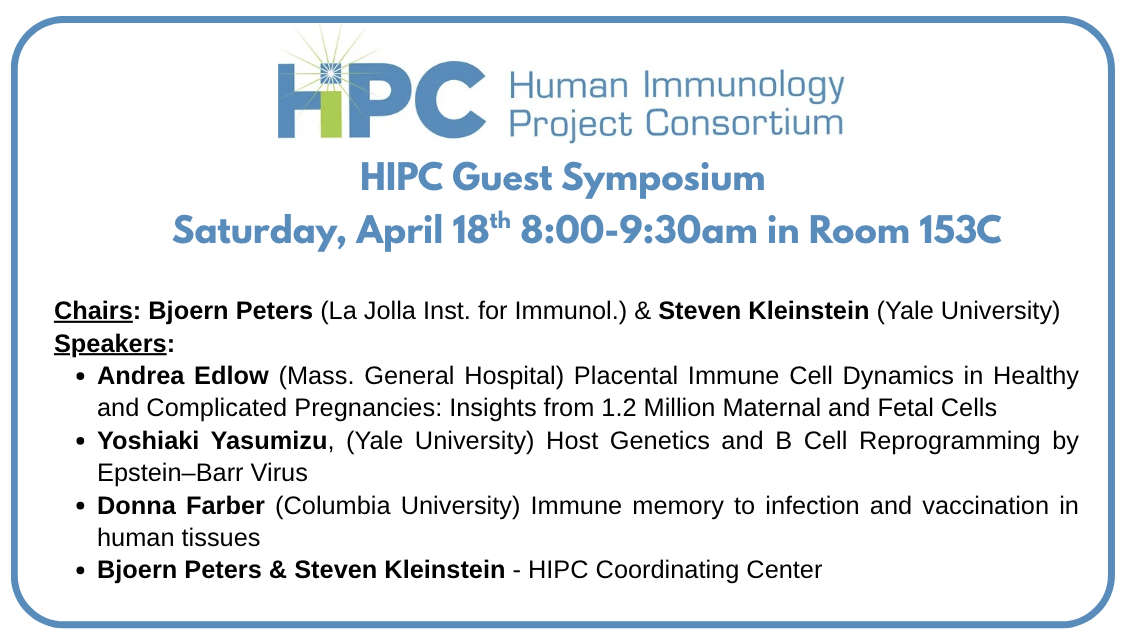 HIPC Human Immunology
Project Consortium
HIPC Guest Symposium
Saturday, April 18th 8:00-9:30am in Room 153C
Chairs: Bjoern Peters (La Jolla Inst. for Immunol.) & Steven Kleinstein (Yale University)
Speakers:
• Andrea Edlow (Mass. General Hospital) Placental Immune Cell Dynamics in Healthy
and Complicated Pregnancies: Insights from 1.2 Million Maternal and Fetal Cells
• Yoshiaki Yasumizu, (Yale University) Host Genetics and B Cell Reprogramming by
Epstein–Barr Virus
• Donna Farber (Columbia University) Immune memory to infection and vaccination in
human tissues
• Bjoern Peters & Steven Kleinstein - HIPC Coordinating Center